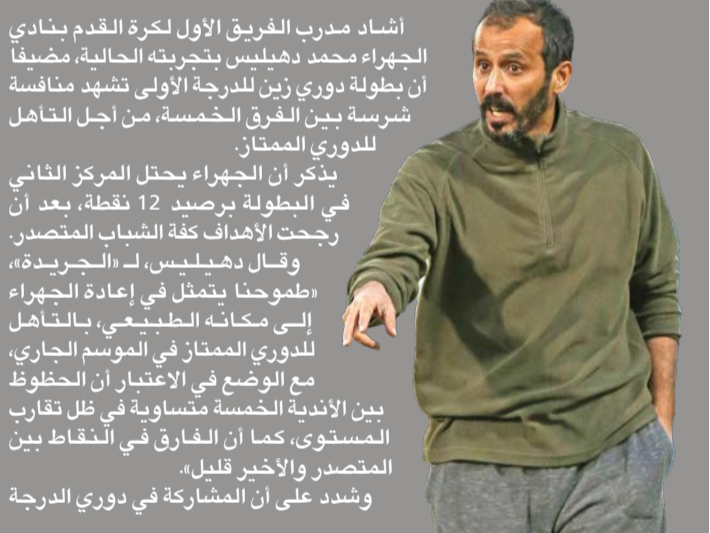 أشاد مدرب الفريق الأول لكرة القدم بنادي
الجهراء محمد دهيليس بتجربته الحالية، مضيفا
أن بطولة دوري زين للدرجة الأولى تشهد منافسة
شرسة بين الفرق الخمسة، من أجل التأهل
للدوري الممتاز.
يذكر أن الجهراء يحتل المركز الثاني
في البطولة برصيد 12 نقطة، بعد أن
رجحت الأهداف كفة الشباب المتصدر.
وقال دهيليس، لـ «الجريدة»،
«طموحنا يتمثل في إعادة الجهراء
إلى مكانه الطبيعي، بالتأهل
للدوري الممتاز في الموسم الجاري،
مع الوضع في الاعتبار أن الحظوظ
بين الأندية الخمسة متساوية في ظل تقارب
المستوى، كما أن الفارق في النقاط بين
المتصدر والأخير قليل».
وشدد على أن المشاركة في دوري الدرجة